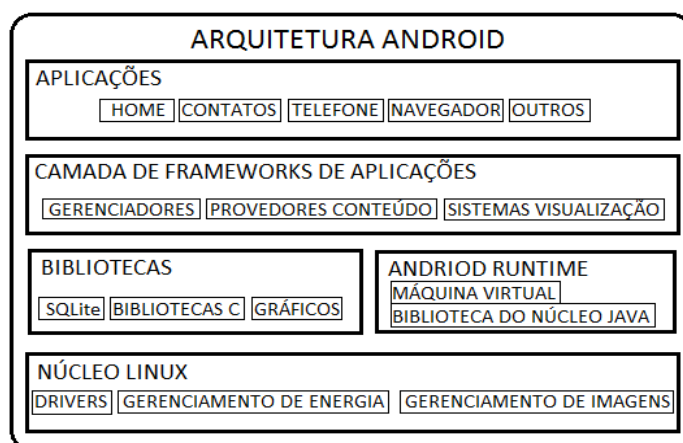 ARQUITETURA ANDROID
APLICAÇÕES
HOME CONTATOS TELEFONE NAVEGADOR OUTROS
CAMADA DE FRAMEWORKS DE APLICAÇÕES
GERENCIADORES PROVEDORES CONTEÚDO SISTEMAS VISUALIZAÇÃO
BIBLIOTECAS
SQLite BIBLIOTECAS C GRÁFICOS
ANDRIOD RUNTIME
MÁQUINA VIRTUAL
BIBLIOTECA DO NÚCLEO JAVA
NÚCLEO LINUX
DRIVERS GERENCIAMENTO DE ENERGIA GERENCIAMENTO DE IMAGENS